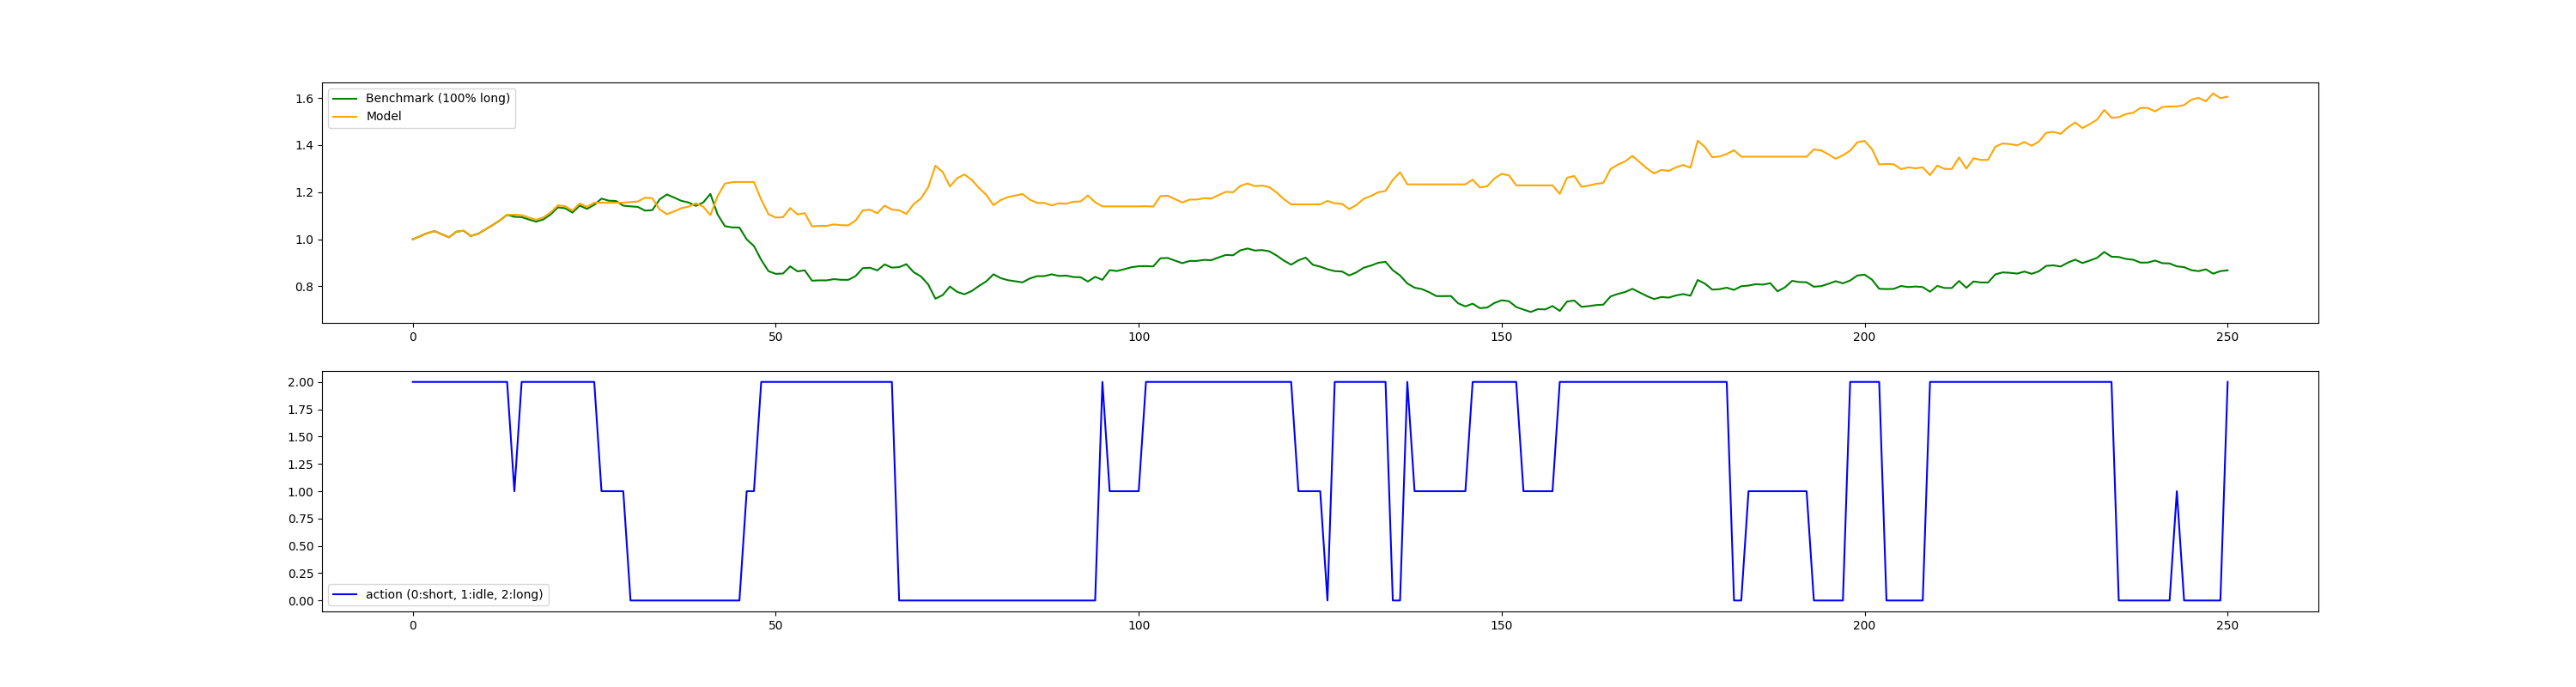 Benchmark (100% long)
Model
1.6
1.4
1.2
1.0
0.8
0 50 100 150 200 250
2.00
1.75
1.50
1.25
1.00
0.75
0.50
0.25
0.00
action (0:short, 1:idle, 2:long)
0 50 100 150 200 250